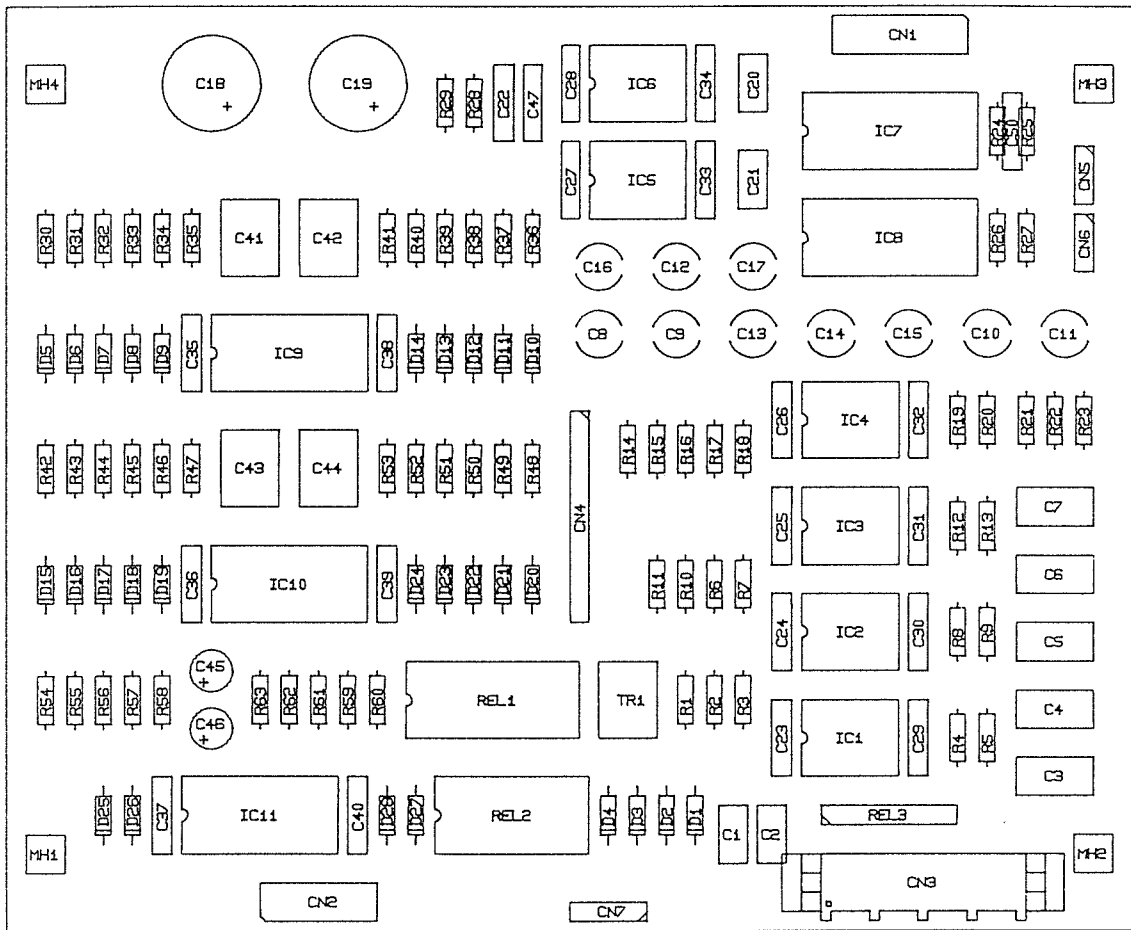 CN1
MH4 C18 + C19 + R29 R28 C22 C47 C28 IC6 C34 C20 MH3
IC7 R24 C50 R25
C27 IC5 C33 C21 CN5
R30 R31 R32 R33 R34 R35 C41 C42 R41 R40 R39 R38 R37 R36 IC8 R26 R27 CN6
C16 C12 C17
D5 D6 D7 D8 D9 C35 IC9 C38 D14 D13 D12 D11 D10 C8 C9 C13 C14 C15 C10 C11
C26 IC4 C32 R19 R20 R21 R22 R23
R42 R43 R44 R45 R46 R47 C43 C44 R53 R52 R51 R50 R49 R48 R14 R15 R16 R17 R18
CN4 C25 IC3 C31 R12 R13 C7
D15 D16 D17 D18 D19 C36 IC10 C39 D24 D23 D22 D21 D20 R11 R10 R6 R7 C6
C24 IC2 C30 R8 R9 C5
R54 R55 R56 R57 R58 C45 + C46 + R63 R62 R61 R59 R60 REL1 TR1 R1 R2 R3 C4
C23 IC1 C29 R4 R5 C3
D25 D26 C37 IC11 C40 D28 D27 REL2 D4 D3 D2 D1 C1 C2 REL3
MH1 MH2
CN2 CN7 CN3